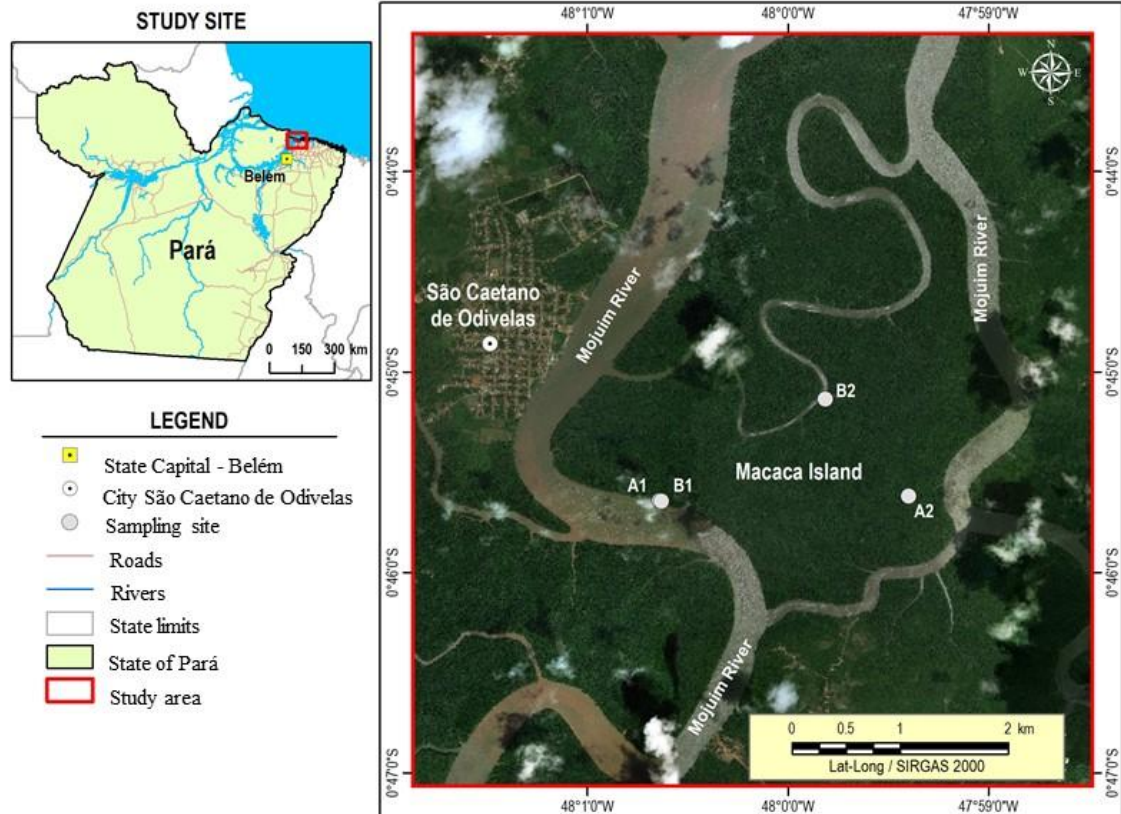 STUDY SITE
Belém
Pará
0 150 300 km
LEGEND
State Capital - Belém
City São Caetano de Odivelas
Sampling site
Roads
Rivers
State limits
State of Pará
Study area
48°1'0"W 48°0'0"W 47°59'0"W
N
W E
S
0°44'0"S 0°44'0"S
Mojuim River
Mojuim River
São Caetano
de Odivelas
0°45'0"S 0°45'0"S
B2
Macaca Island
A1 B1
A2
0°46'0"S 0°46'0"S
Mojuim River
0 0.5 1 2 km
Lat-Long / SIRGAS 2000
0°47'0"S 0°47'0"S
48°1'0"W 48°0'0"W 47°59'0"W